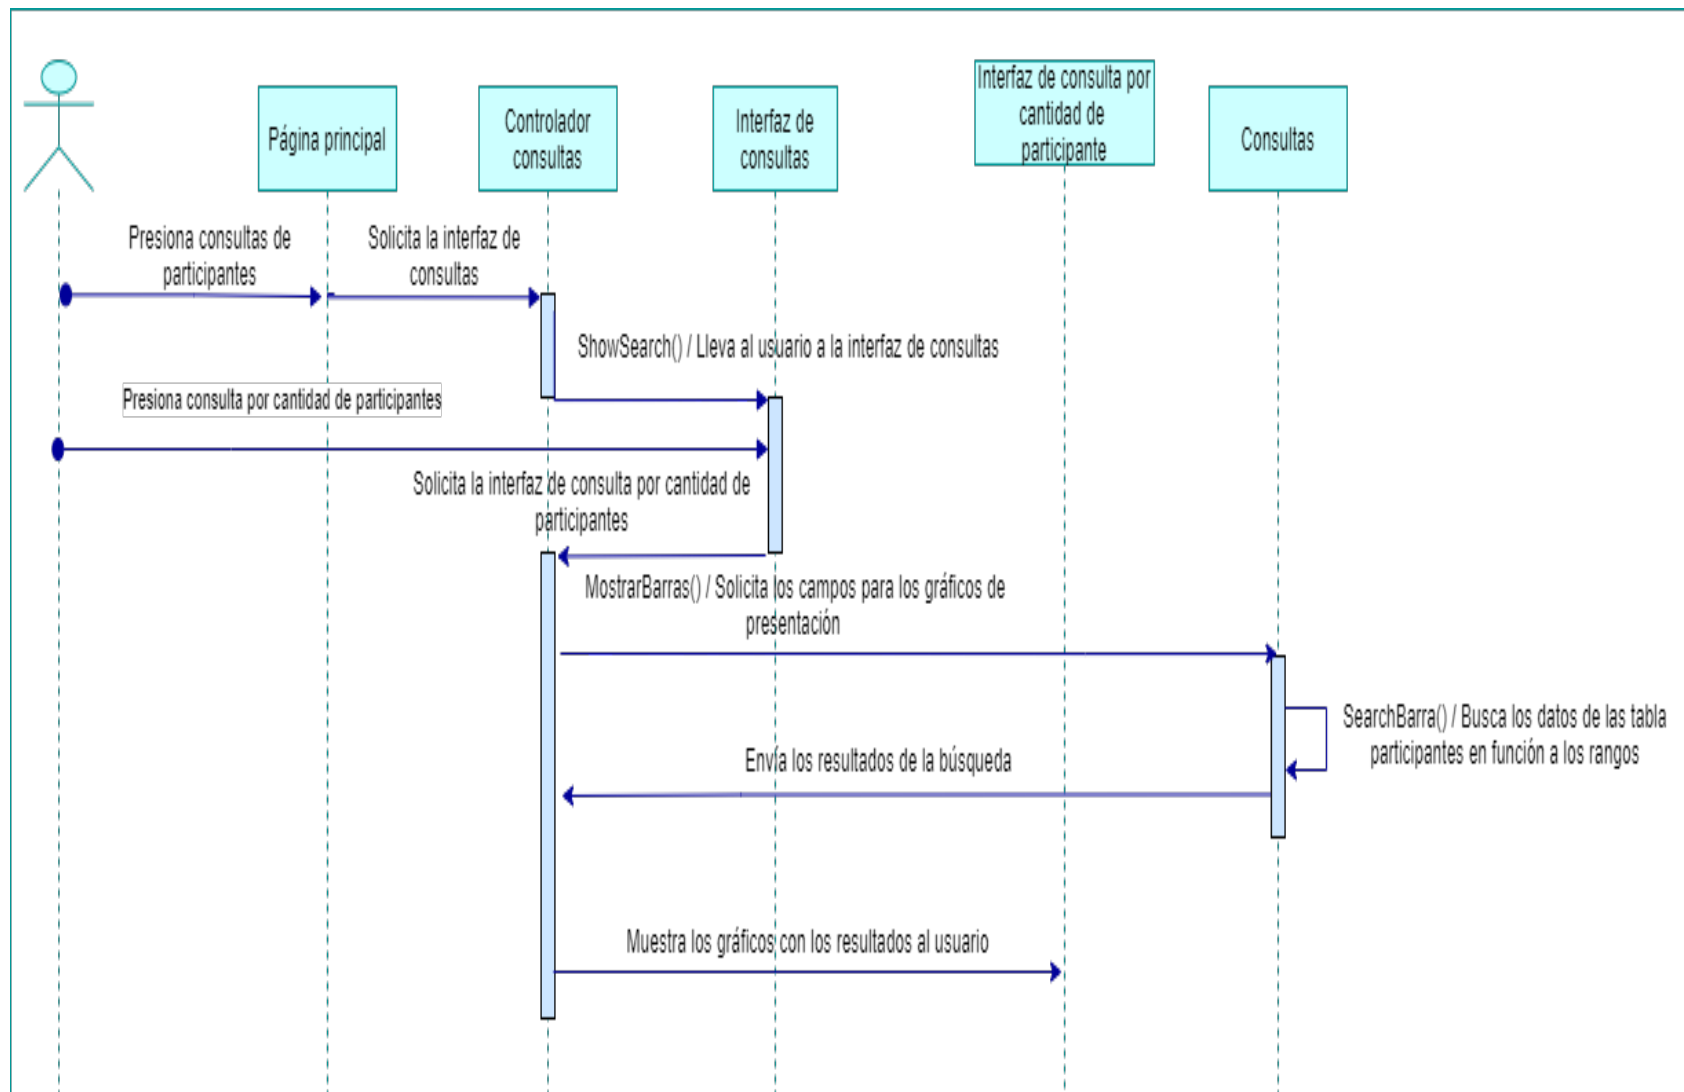 Página principal
Controlador
consultas
Interfaz de
consultas
Interfaz de consulta por
cantidad de
participante
Consultas
Presiona consultas de
participantes
Solicita la interfaz de
consultas
ShowSearch() / Lleva al usuario a la interfaz de consultas
Presiona consulta por cantidad de participantes
Solicita la interfaz de consulta por cantidad de
participantes
MostrarBarras() / Solicita los campos para los gráficos de
presentación
SearchBarra() / Busca los datos de las tabla
participantes en función a los rangos
Envía los resultados de la búsqueda
Muestra los gráficos con los resultados al usuario